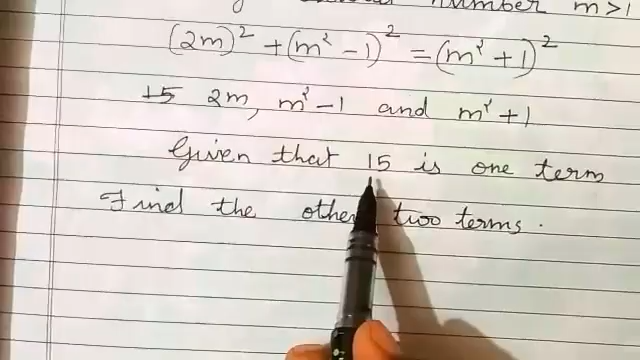 number m>1
(2m)² + (m² - 1)² = (m² + 1)²
15 2m, m² - 1 and m² + 1
Given that 15 is one term
Find the other two terms.